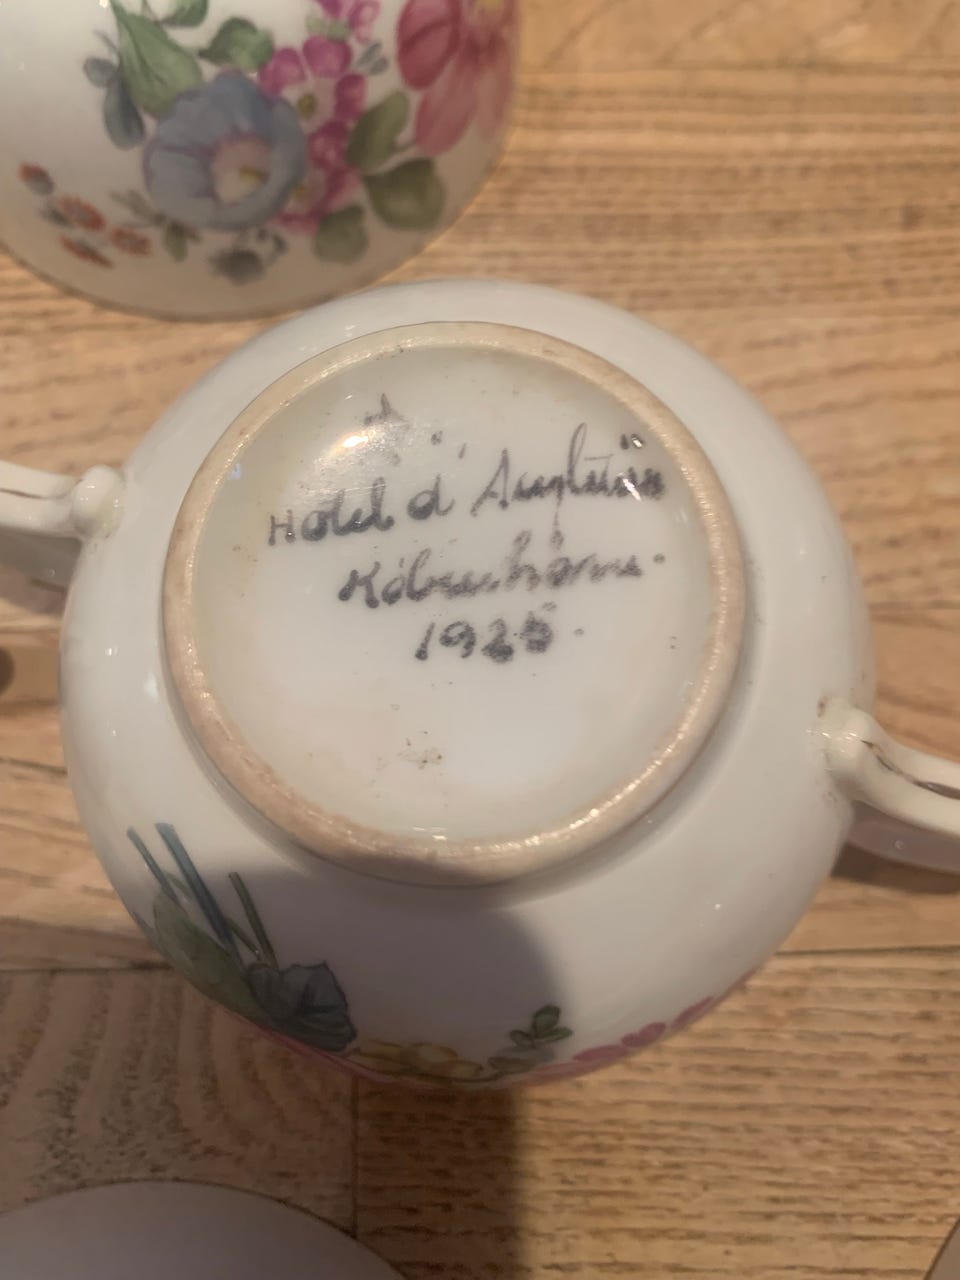 Hotel d'Angleterre
København.
1925.